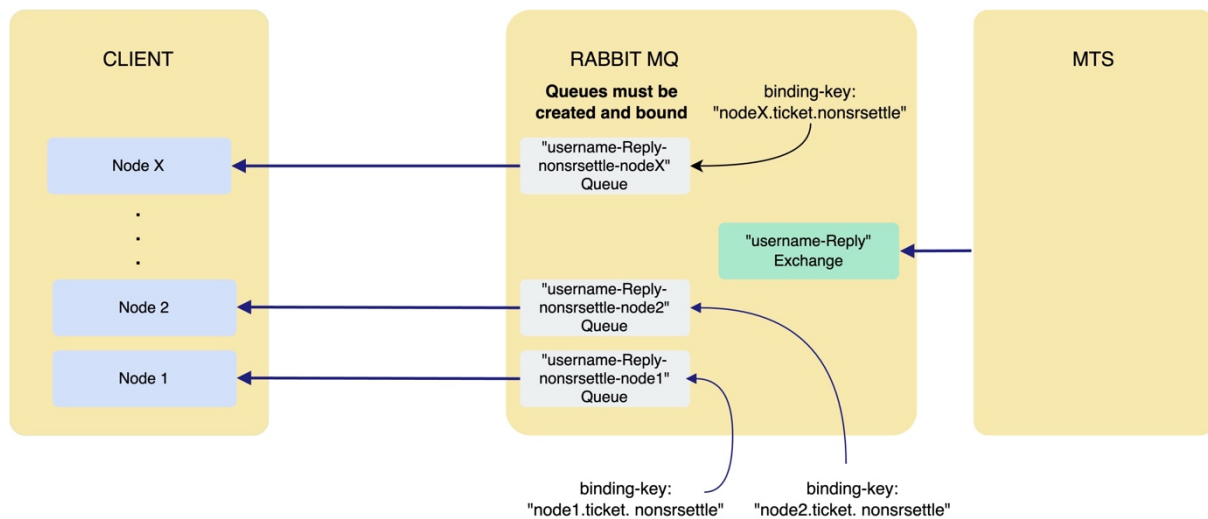 CLIENT
RABBIT MQ
MTS
Queues must be
created and bound
binding-key:
"nodeX.ticket.nonsrsettle"
Node X
"username-Reply-
nonsrsettle-nodeX"
Queue
.
.
.
"username-Reply"
Exchange
Node 2
"username-Reply-
nonsrsettle-node2"
Queue
Node 1
"username-Reply-
nonsrsettle-node1"
Queue
binding-key:
"node1.ticket. nonsrsettle"
binding-key:
"node2.ticket. nonsrsettle"